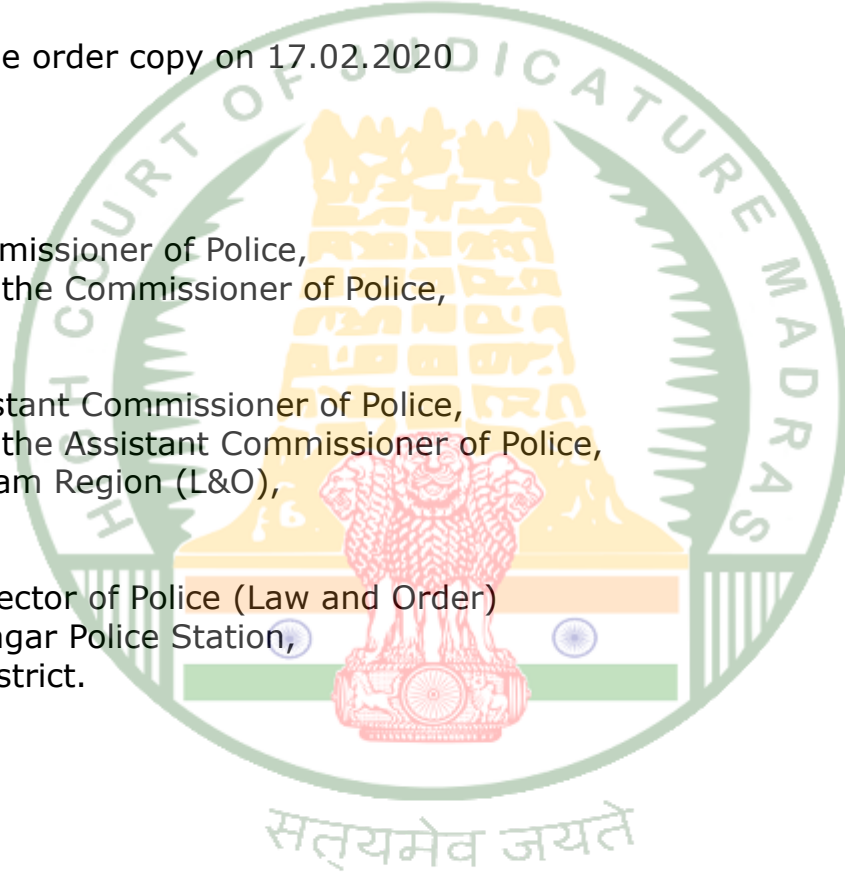 e order copy on 17.02.2020
HIGH COURT OF JUDICATURE MADRAS
missioner of Police,
the Commissioner of Police,
stant Commissioner of Police,
the Assistant Commissioner of Police,
am Region (L&O),
ector of Police (Law and Order)
agar Police Station,
strict.
सत्यमेव जयते